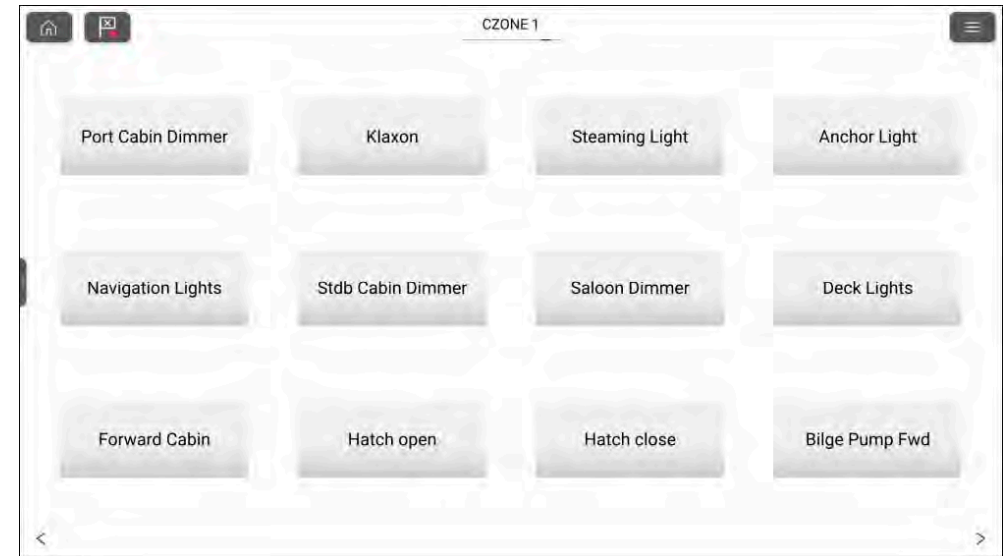 CZONE 1
Port Cabin Dimmer
Klaxon
Steaming Light
Anchor Light
Navigation Lights
Stdb Cabin Dimmer
Saloon Dimmer
Deck Lights
Forward Cabin
Hatch open
Hatch close
Bilge Pump Fwd